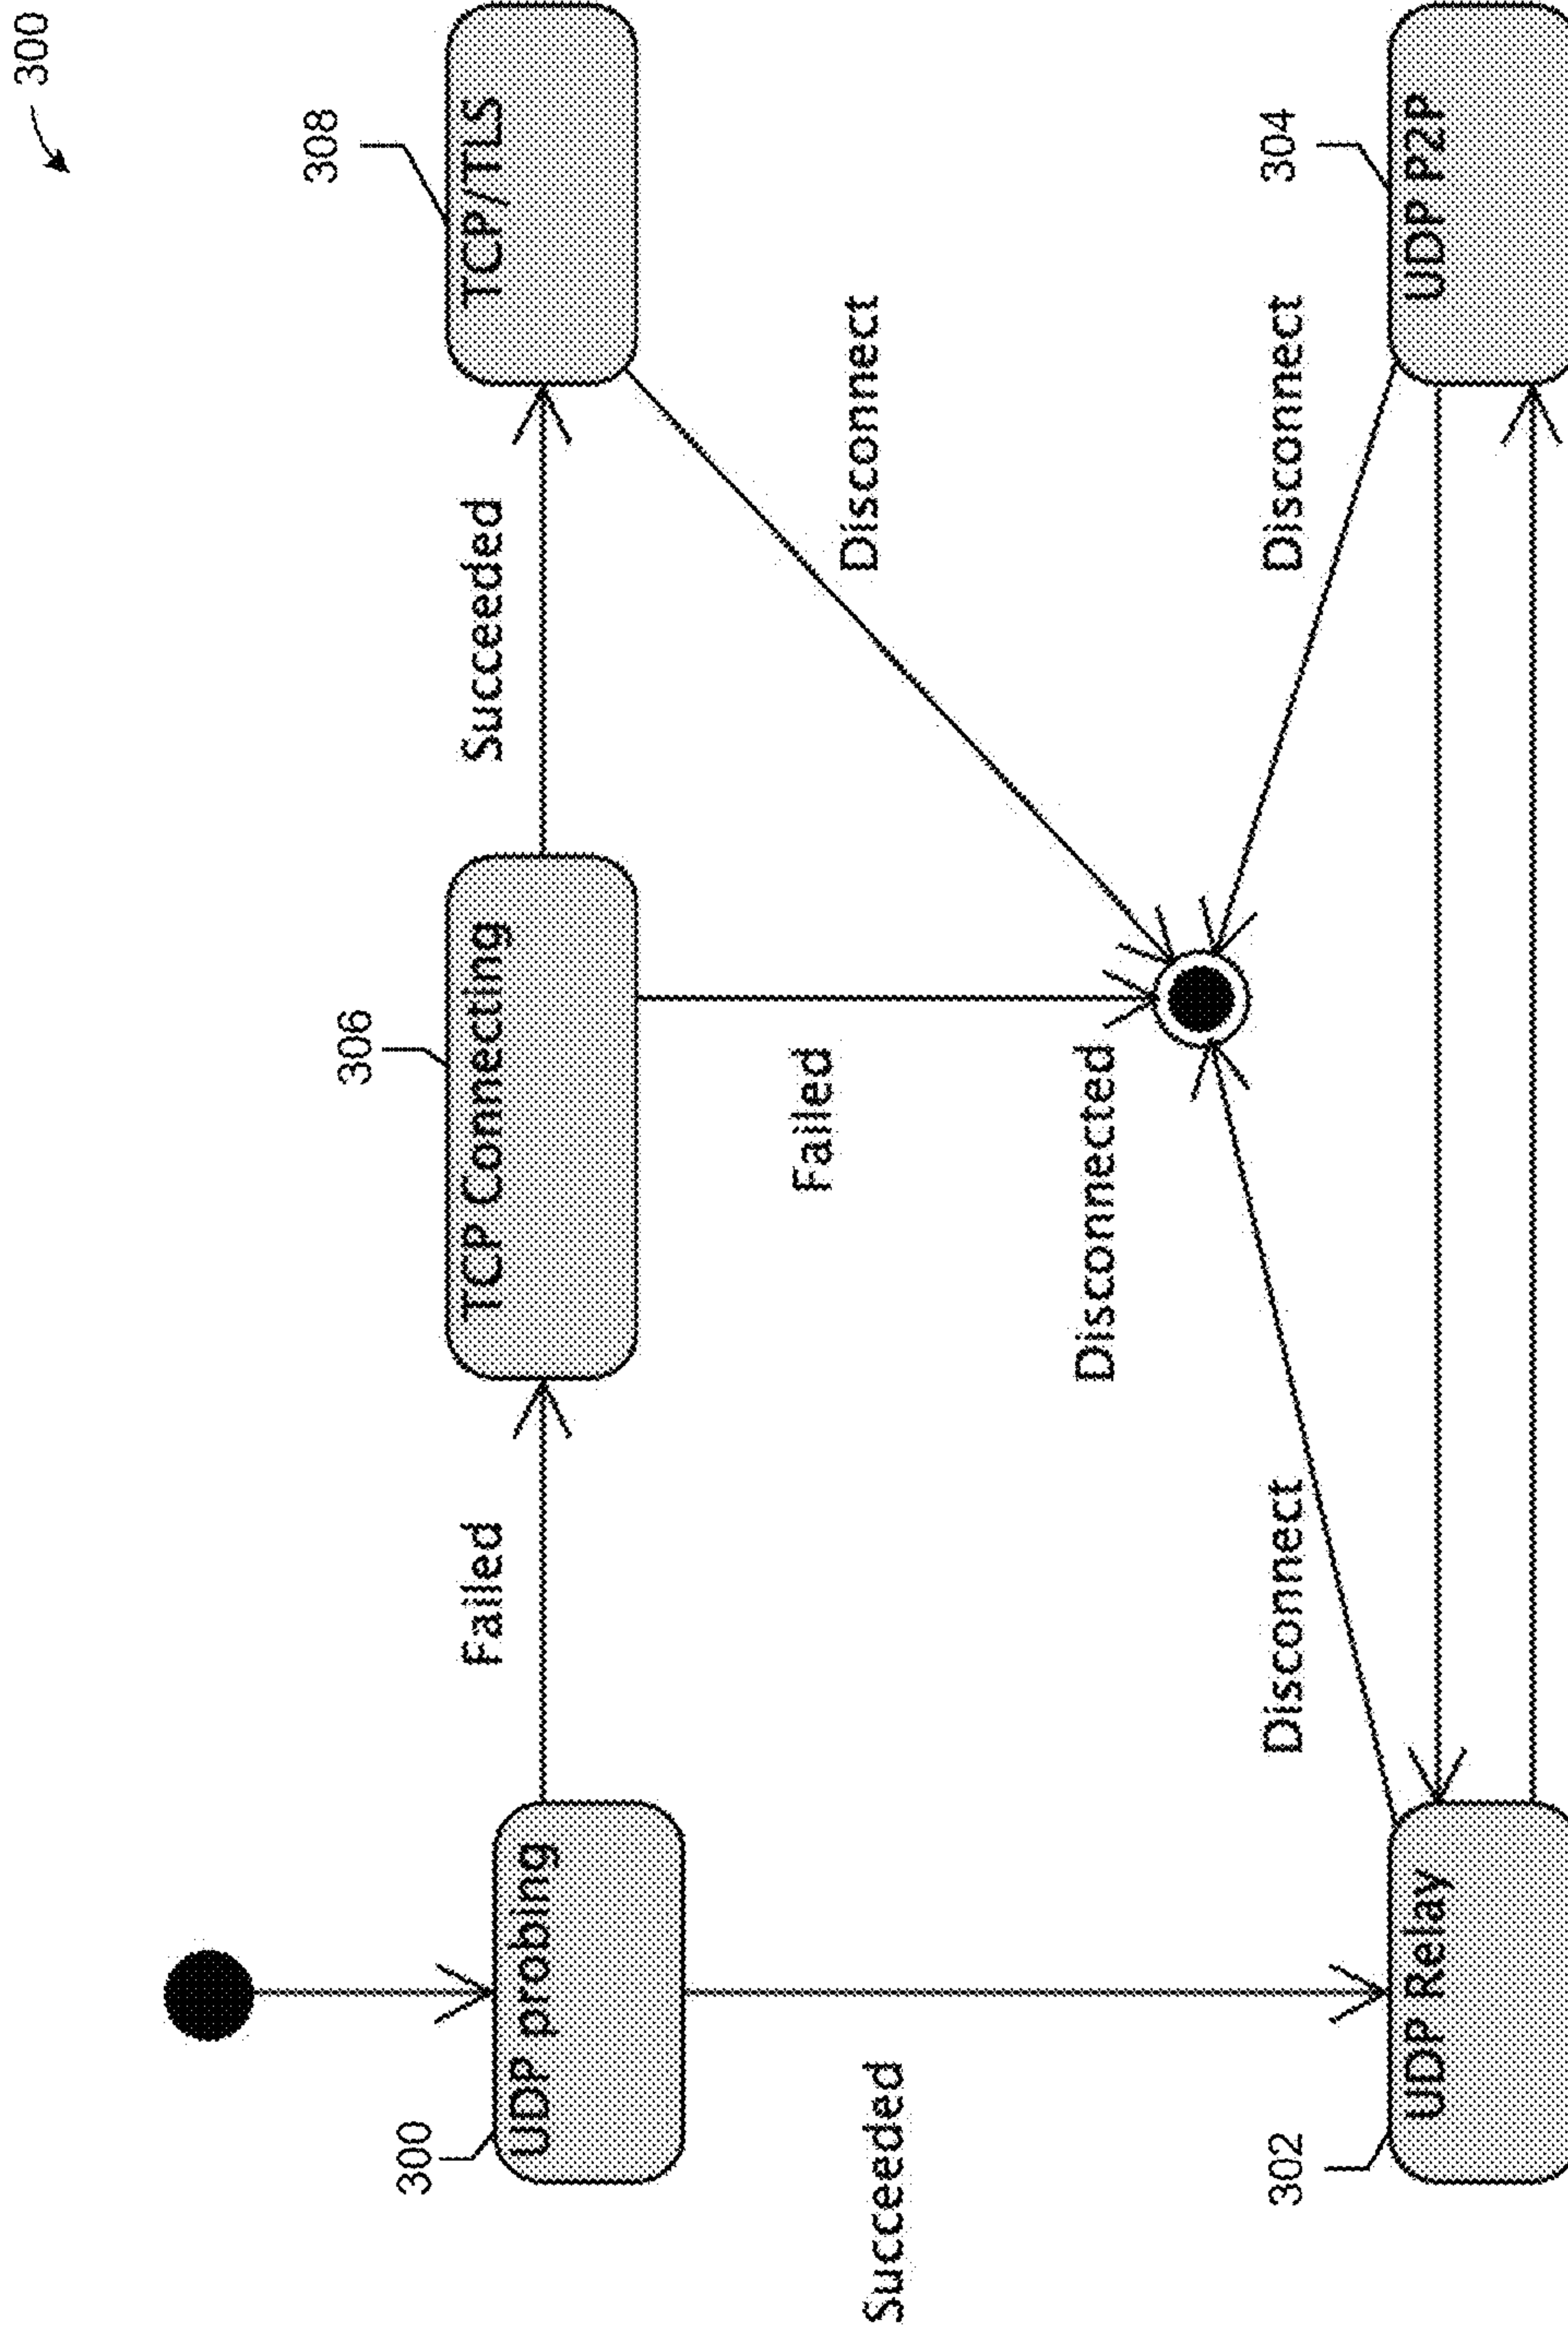 300
308
TCP/TLS
Succeeded
306
TCP Connecting
Failed
300
UDP probing
Disconnect
Failed
Disconnected
Succeeded
304
UDP P2P
Disconnect
Disconnect
302
UDP Relay